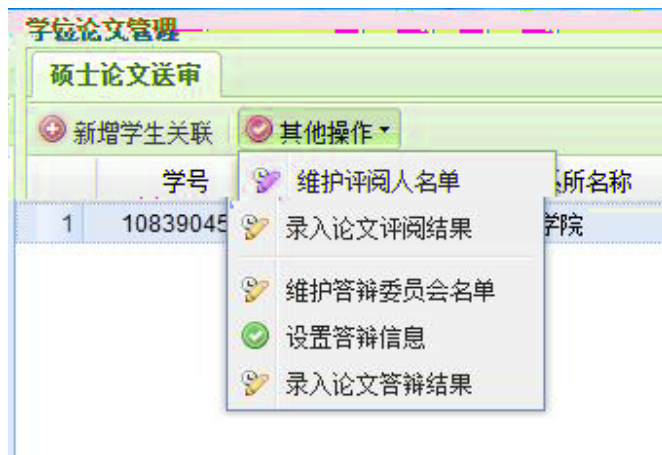 学位论文管理
硕士论文送审
新增学生关联 其他操作
学号 所名称
1 10839045 学院
维护评阅人名单
录入论文评阅结果
维护答辩委员会名单
设置答辩信息
录入论文答辩结果